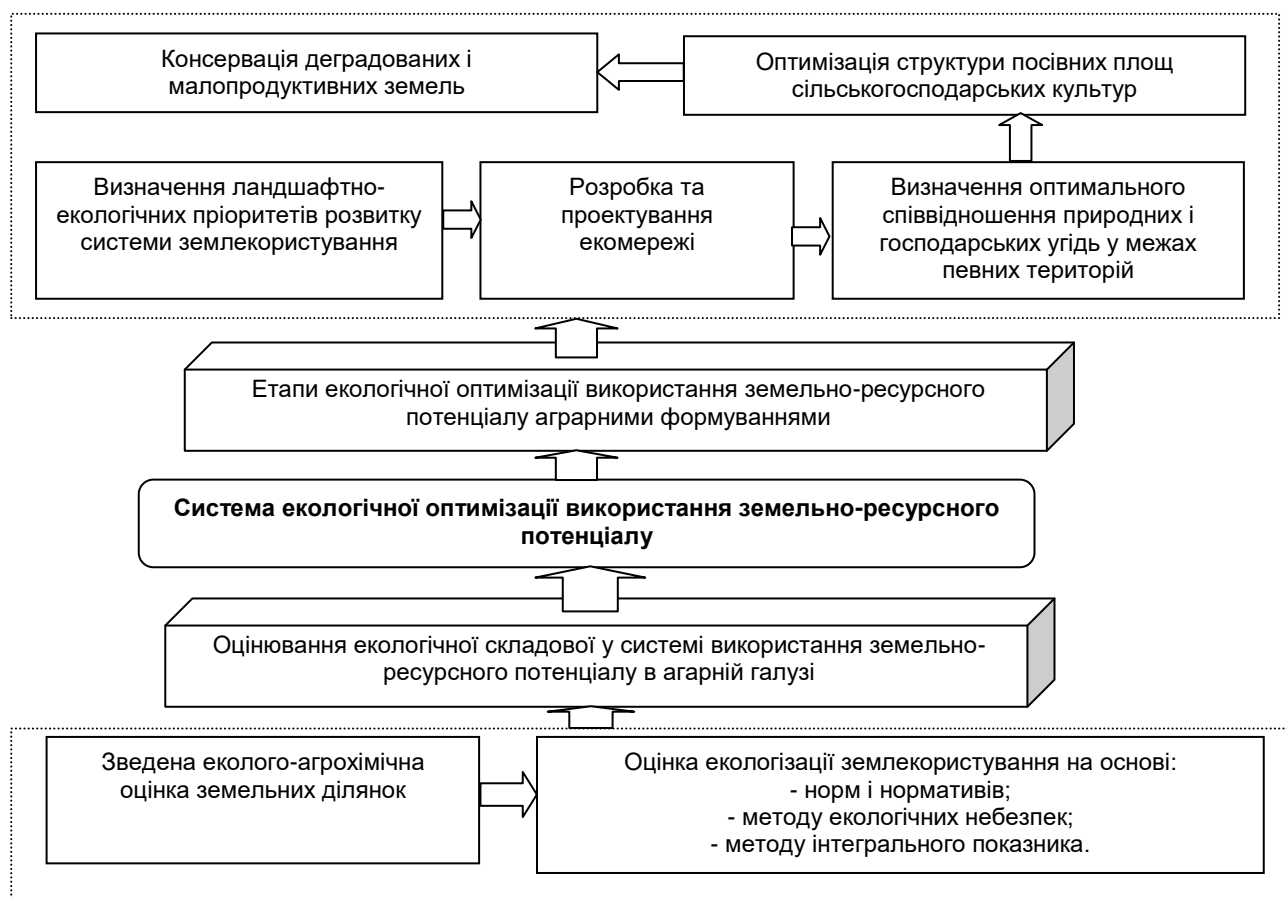 Консервація деградованих і
малопродуктивних земель
Оптимізація структури посівних площ
сільськогосподарських культур
Визначення ландшафтно-
екологічних пріоритетів розвитку
системи землекористування
Розробка та
проектування
екомережі
Визначення оптимального
співвідношення природних і
господарських угідь у межах
певних територій
Етапи екологічної оптимізації використання земельно-ресурсного
потенціалу аграрними формуваннями
Система екологічної оптимізації використання земельно-ресурсного
потенціалу
Оцінювання екологічної складової у системі використання земельно-
ресурсного потенціалу в агарній галузі
Зведена еколого-агрохімічна
оцінка земельних ділянок
Оцінка екологізації землекористування на основі:
- норм і нормативів;
- методу екологічних небезпек;
- методу інтегрального показника.